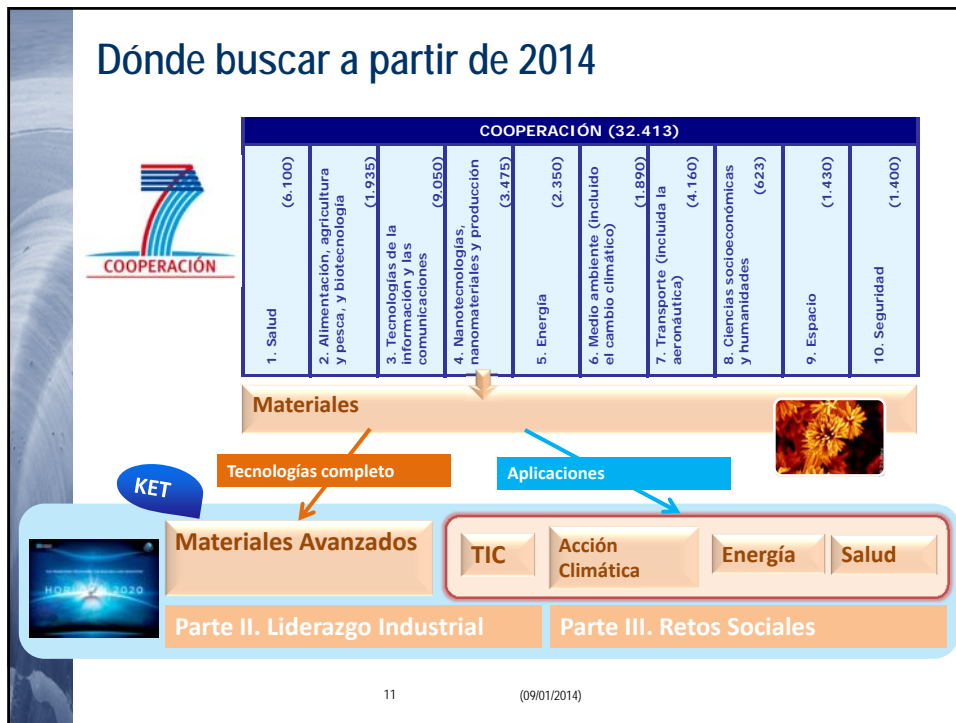 Dónde buscar a partir de 2014
COOPERACIÓN (32.413)
7
COOPERACIÓN
1. Salud
(6.100)
2. Alimentación, agricultura
y pesca, y biotecnología
(1.935)
3. Tecnologías de la
información y las
comunicaciones
(9.050)
4. Nanotecnologías,
nanomateriales y producción
(3.475)
5. Energía
(2.350)
6. Medio ambiente (incluido
el cambio climático)
(1.890)
7. Transporte (incluida la
aeronáutica)
(4.160)
8. Ciencias socioeconómicas
y humanidades
(623)
9. Espacio
(1.430)
10. Seguridad
(1.400)
Materiales
Tecnologías completo
Aplicaciones
KET
Materiales Avanzados
TIC
Acción
Climática
Energía
Salud
HORIZON 2020
Parte II. Liderazgo Industrial
Parte III. Retos Sociales
11
(09/01/2014)